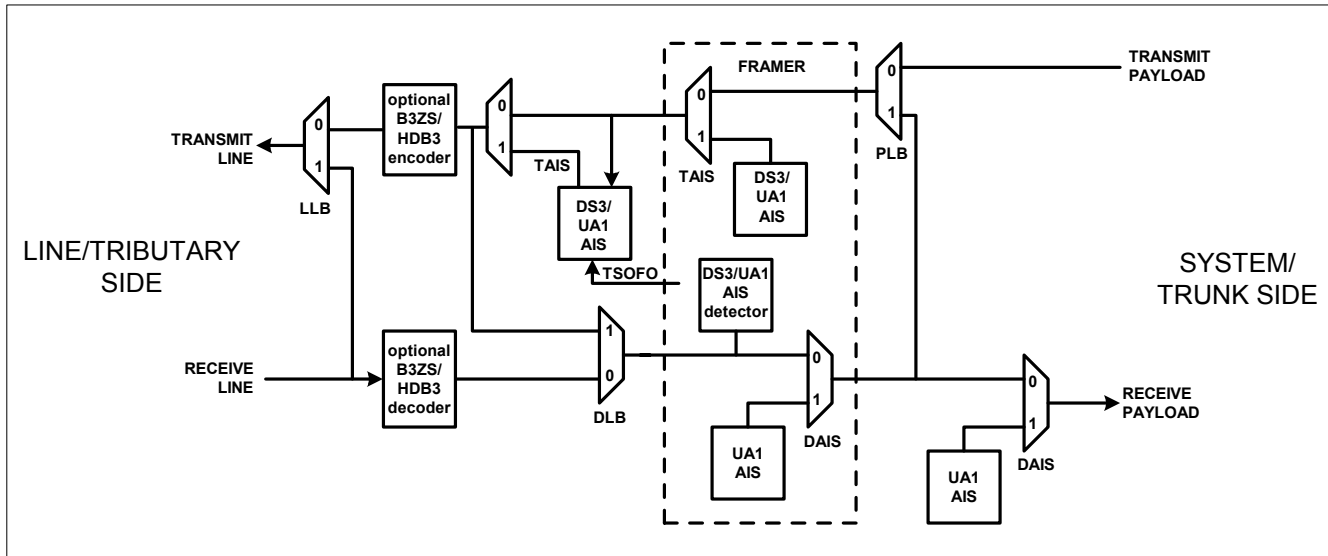 FRAMER
TRANSMIT
PAYLOAD
0
1
PLB
0
1
TAIS
DS3/
UA1
AIS
0
1
TAIS
DS3/
UA1
AIS
TSOFO
optional
B3ZS/
HDB3
encoder
0
1
LLB
TRANSMIT
LINE
LINE/TRIBUTARY
SIDE
SYSTEM/
TRUNK SIDE
DS3/UA1
AIS
detector
RECEIVE
LINE
optional
B3ZS/
HDB3
decoder
1
0
DLB
0
1
DAIS
UA1
AIS
0
1
DAIS
UA1
AIS
RECEIVE
PAYLOAD